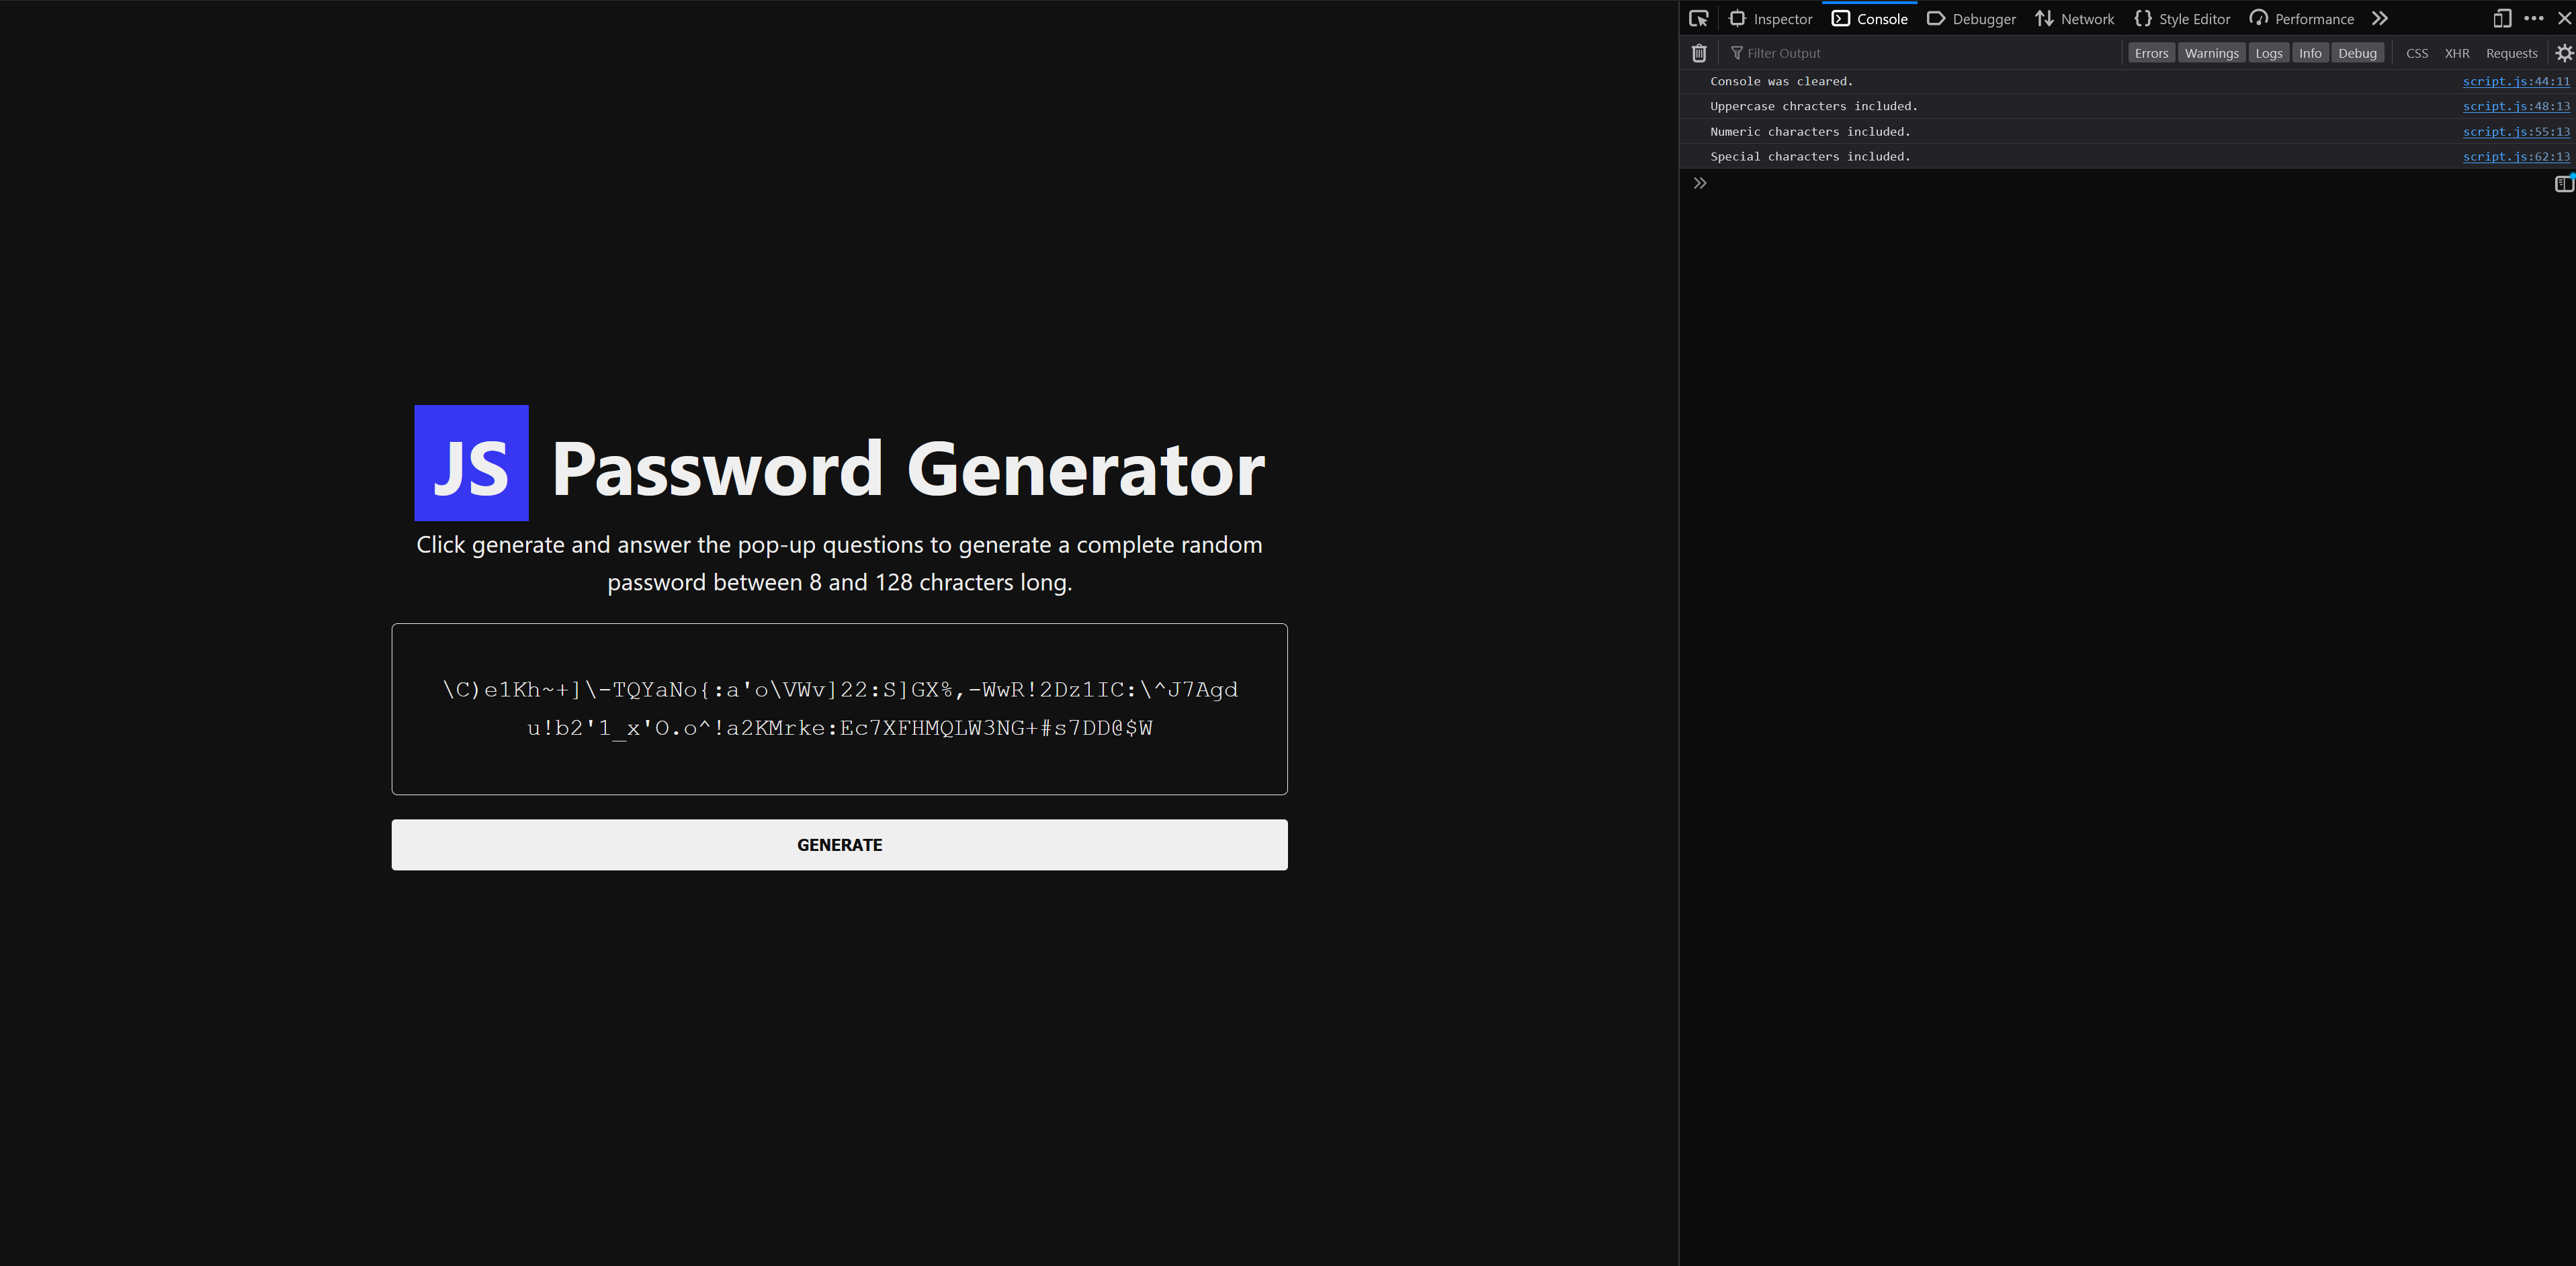 Inspector Console Debugger Network Style Editor Performance
Filter Output Errors Warnings Logs Info Debug CSS XHR Requests
Console was cleared. script.js:44:11
Uppercase chracters included. script.js:48:13
Numeric characters included. script.js:55:13
Special characters included. script.js:62:13
JS Password Generator
Click generate and answer the pop-up questions to generate a complete random
password between 8 and 128 chracters long.
\C)e1Kh~+]\-TQYaNo{:a'o\VWv]22:S]GX%,-WwR!2Dz1IC:\^J7Agd
u!b2'1_x'O.o^!a2KMrke:Ec7XFHMQLW3NG+#s7DD@$W
GENERATE